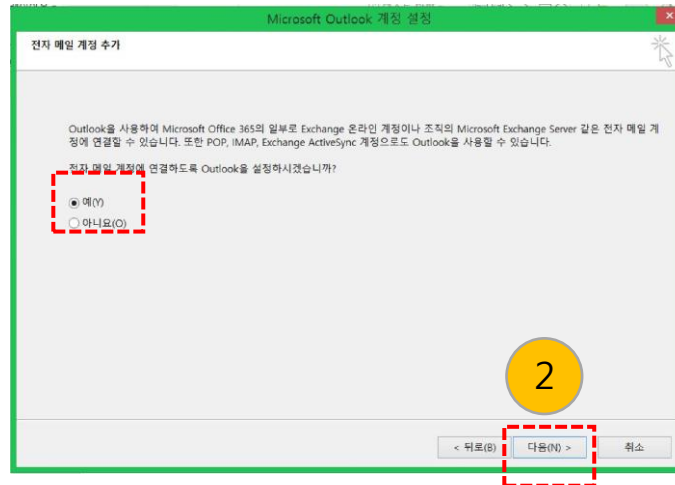 Microsoft Outlook 계정 설정
전자 메일 계정 추가
Outlook을 사용하여 Microsoft Office 365의 일부로 Exchange 온라인 계정이나 조직의 Microsoft Exchange Server 같은 전자 메일 계
정에 연결할 수 있습니다. 또한 POP, IMAP, Exchange ActiveSync 계정으로도 Outlook을 사용할 수 있습니다.
전자 메일 계정에 연결하도록 Outlook을 설정하시겠습니까?
예(Y)
아니요(O)
2
< 뒤로(B) 다음(N) > 취소